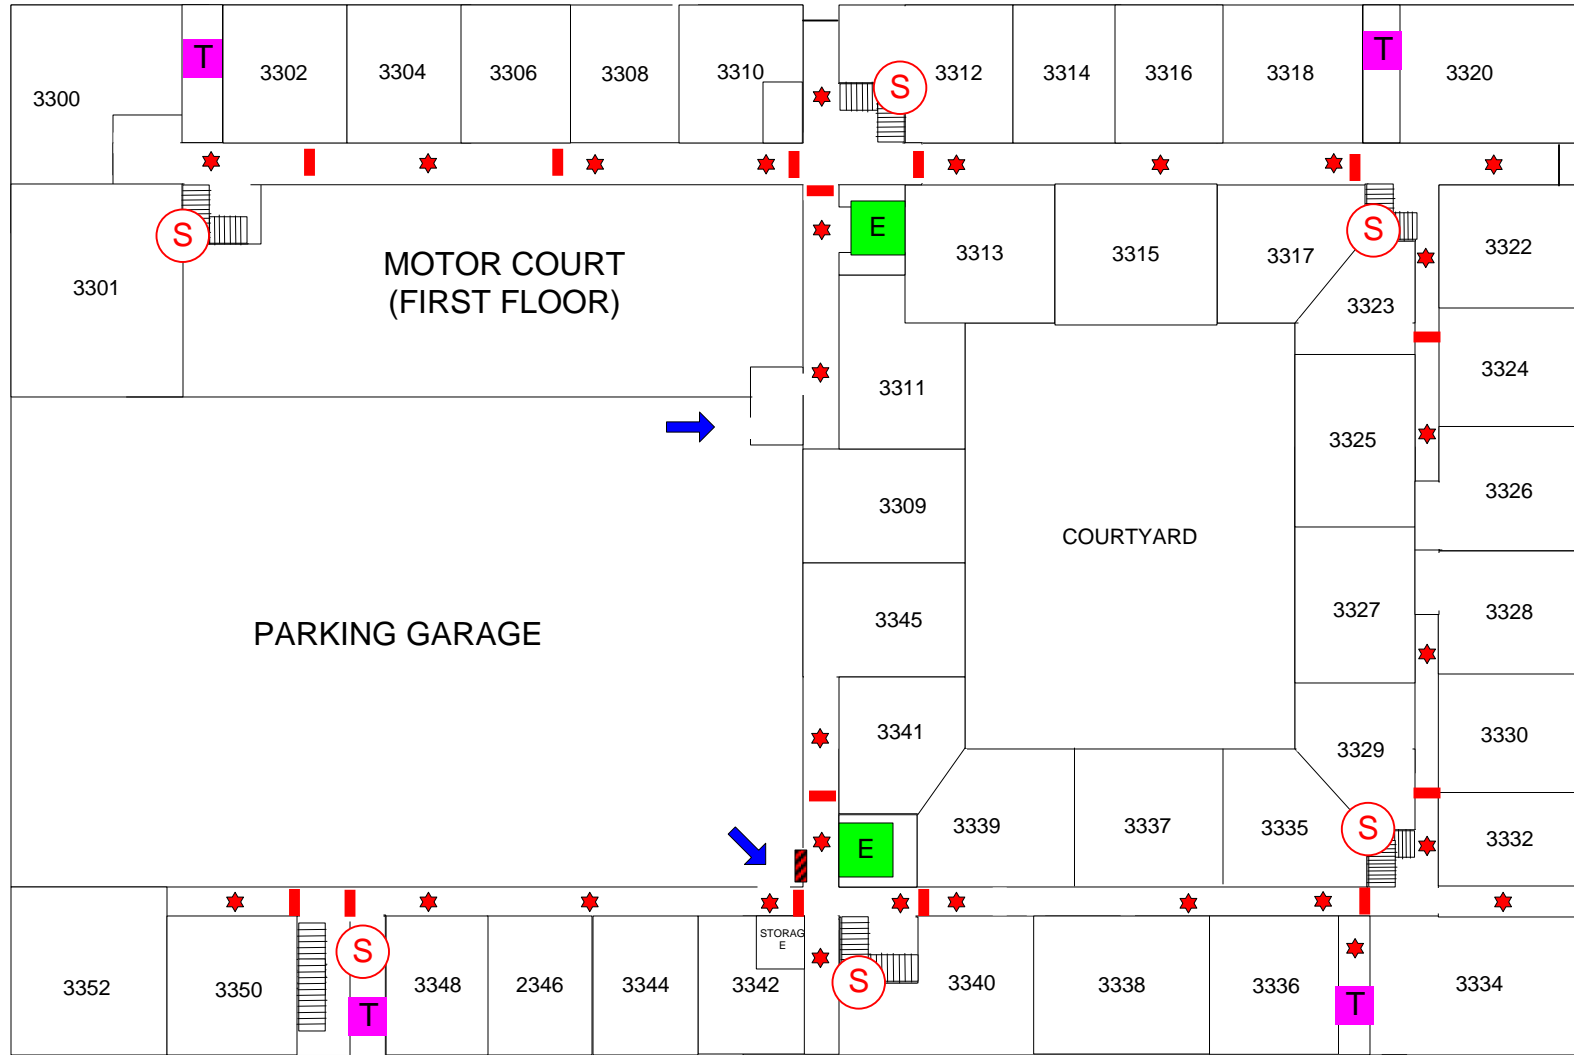 T
3302
3304
3306
3308
3310
S
3312
3314
3316
3318
T
3320
3300
S
3301
MOTOR COURT
(FIRST FLOOR)
E
3313
3315
3317
S
3322
3323
3324
3311
3325
3309
3326
COURTYARD
PARKING GARAGE
3345
3327
3328
3341
3329
3330
E
3339
3337
3335
S
3332
3352
3350
S
T
3348
2346
3344
STORAG
E
3342
S
3340
3338
3336
T
3334